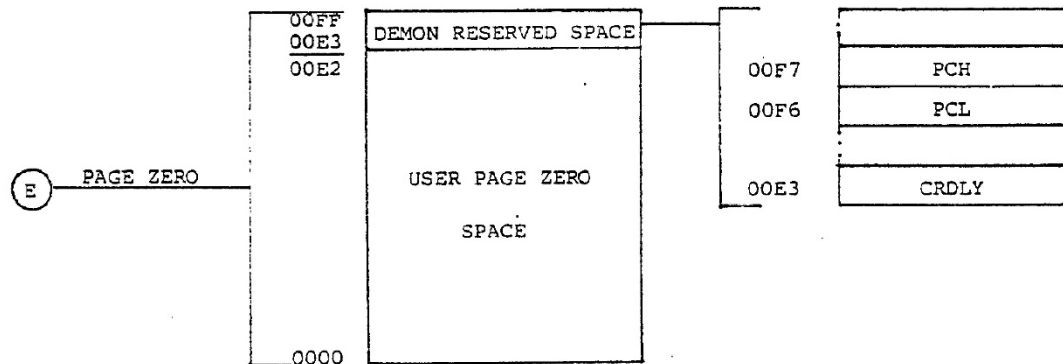 00FF
00E3
00E2
DEMON RESERVED SPACE
00F7 PCH
00F6 PCL
E
PAGE ZERO
USER PAGE ZERO
SPACE
00E3 CRDLY
0000